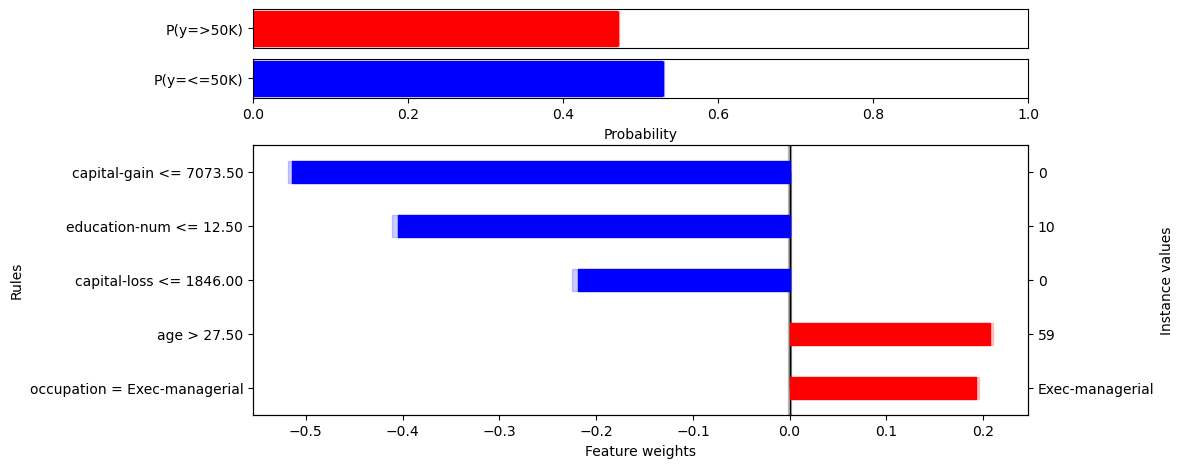 P(y=>50K)
P(y=<=50K)
0.0 0.2 0.4 0.6 0.8 1.0
Probability
capital-gain <= 7073.50 0
education-num <= 12.50 10
capital-loss <= 1846.00 0
age > 27.50 59
occupation = Exec-managerial Exec-managerial
Rules
Instance values
−0.5 −0.4 −0.3 −0.2 −0.1 0.0 0.1 0.2
Feature weights